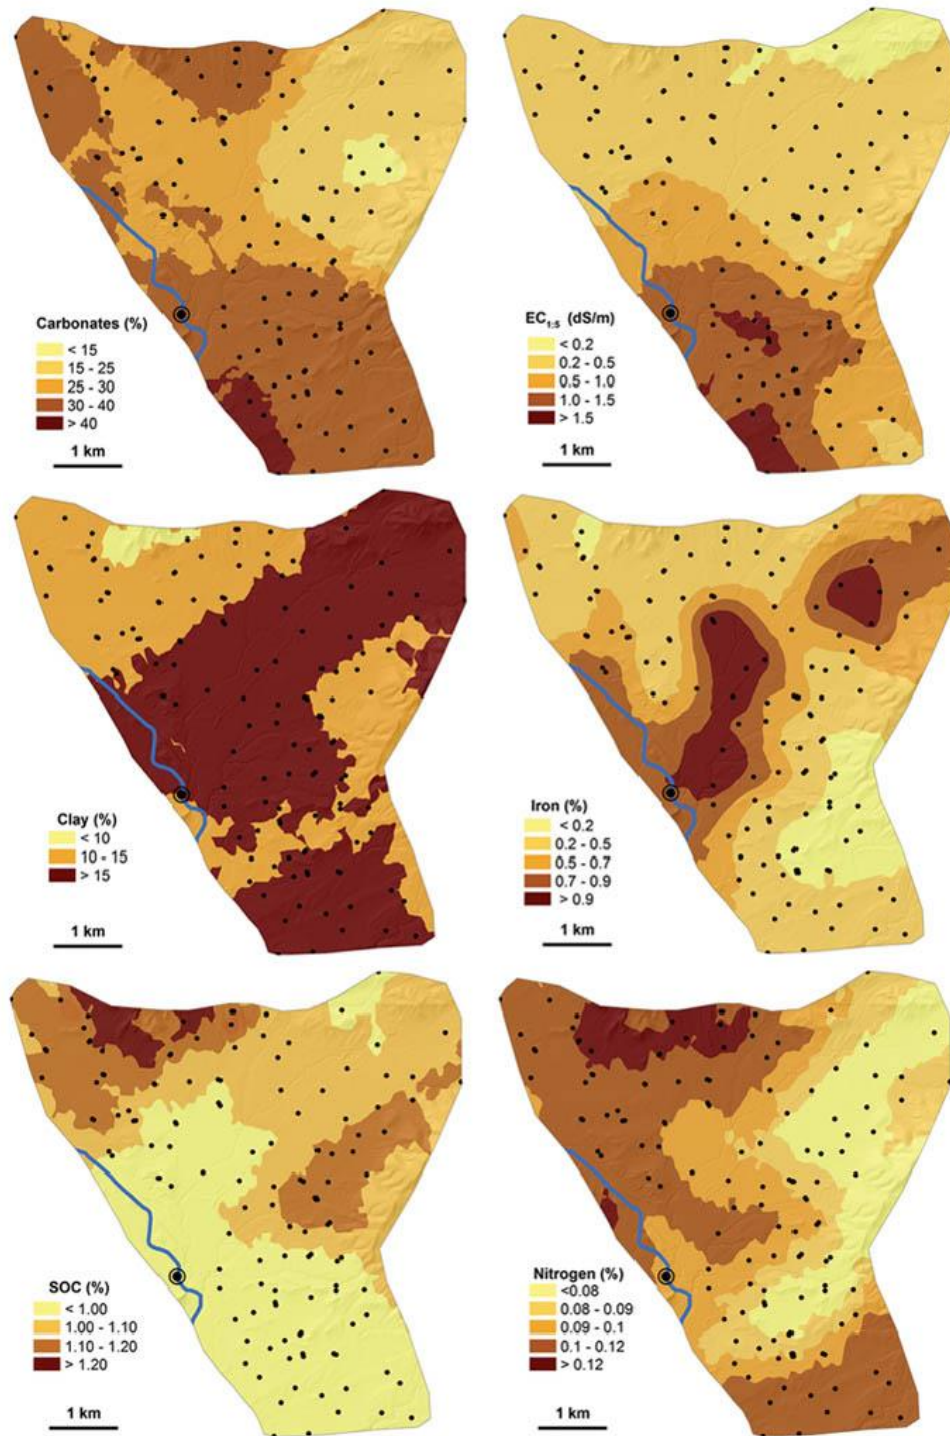 Carbonates (%)
< 15
15 - 25
25 - 30
30 - 40
> 40
1 km
EC1:5 (dS/m)
< 0.2
0.2 - 0.5
0.5 - 1.0
1.0 - 1.5
> 1.5
1 km
Clay (%)
< 10
10 - 15
> 15
1 km
Iron (%)
< 0.2
0.2 - 0.5
0.5 - 0.7
0.7 - 0.9
> 0.9
1 km
SOC (%)
< 1.00
1.00 - 1.10
1.10 - 1.20
> 1.20
1 km
Nitrogen (%)
<0.08
0.08 - 0.09
0.09 - 0.1
0.1 - 0.12
> 0.12
1 km